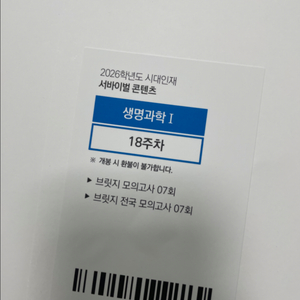 2026학년도 시대인재
서바이벌 콘텐츠
생명과학 I
18주차
※ 개봉 시 환불이 불가합니다.
▶ 브릿지 모의고사 07회
▶ 브릿지 전국 모의고사 07회